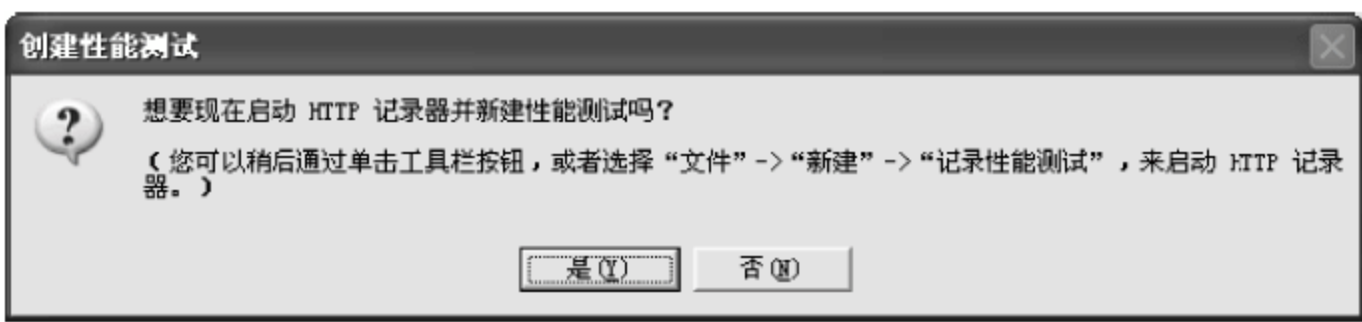 创建性能测试
想要现在启动 HTTP 记录器并新建性能测试吗？
（您可以稍后通过单击工具栏按钮，或者选择“文件”->“新建”->“记录性能测试”，来启动 HTTP 记录
器。）
是(Y) 否(N)